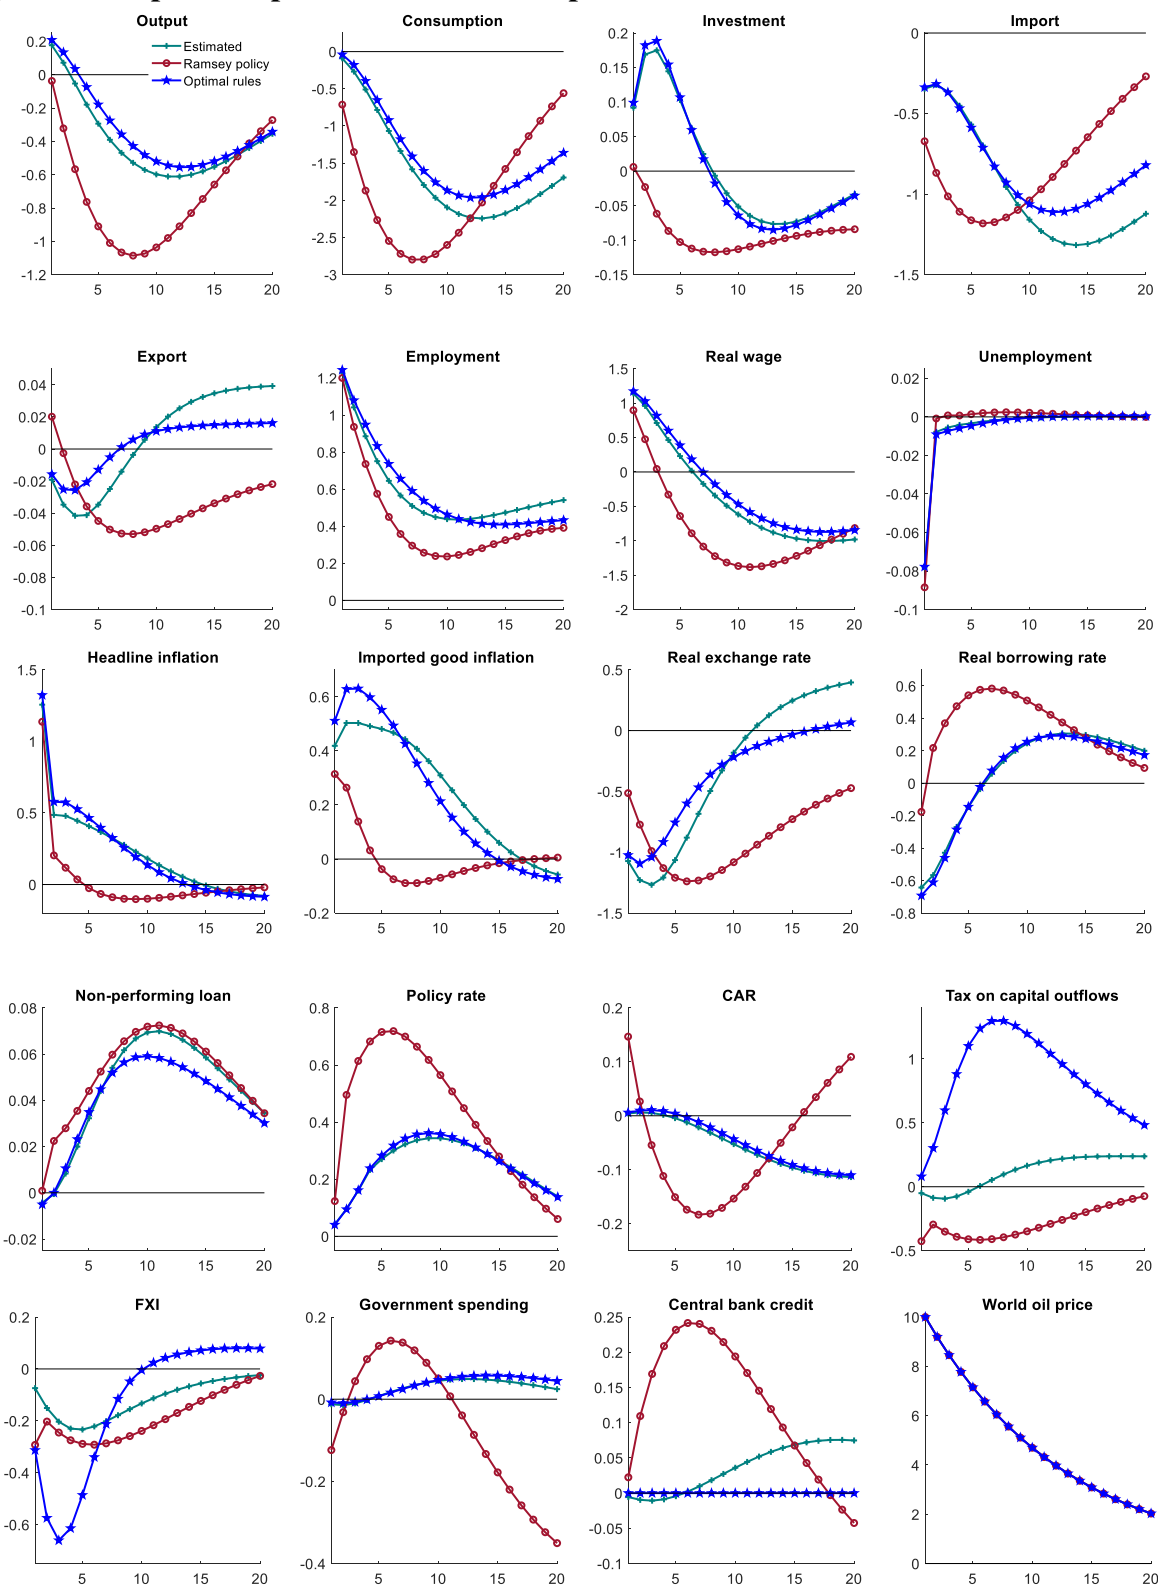 Output
0.2
0
-0.2
-0.4
-0.6
-0.8
-1
-1.2
5 10 15 20
Estimated
Ramsey policy
Optimal rules
Consumption
0
-0.5
-1
-1.5
-2
-2.5
-3
5 10 15 20
Investment
0.2
0.15
0.1
0.05
0
-0.05
-0.1
-0.15
5 10 15 20
Import
0
-0.5
-1
-1.5
5 10 15 20
Export
0.04
0.02
0
-0.02
-0.04
-0.06
-0.08
-0.1
5 10 15 20
Employment
1.2
1
0.8
0.6
0.4
0.2
0
5 10 15 20
Real wage
1.5
1
0.5
0
-0.5
-1
-1.5
-2
5 10 15 20
Unemployment
0.02
0
-0.02
-0.04
-0.06
-0.08
-0.1
5 10 15 20
Headline inflation
1.5
1
0.5
0
5 10 15 20
Imported good inflation
0.6
0.4
0.2
0
-0.2
5 10 15 20
Real exchange rate
0.5
0
-0.5
-1
-1.5
5 10 15 20
Real borrowing rate
0.6
0.4
0.2
0
-0.2
-0.4
-0.6
-0.8
5 10 15 20
Non-performing loan
0.08
0.06
0.04
0.02
0
-0.02
5 10 15 20
Policy rate
0.8
0.6
0.4
0.2
0
5 10 15 20
CAR
0.2
0.1
0
-0.1
-0.2
5 10 15 20
Tax on capital outflows
1
0.5
0
-0.5
5 10 15 20
FXI
0.2
0
-0.2
-0.4
-0.6
5 10 15 20
Government spending
0.2
0
-0.2
-0.4
5 10 15 20
Central bank credit
0.25
0.2
0.15
0.1
0.05
0
-0.05
-0.1
5 10 15 20
World oil price
10
8
6
4
2
0
5 10 15 20